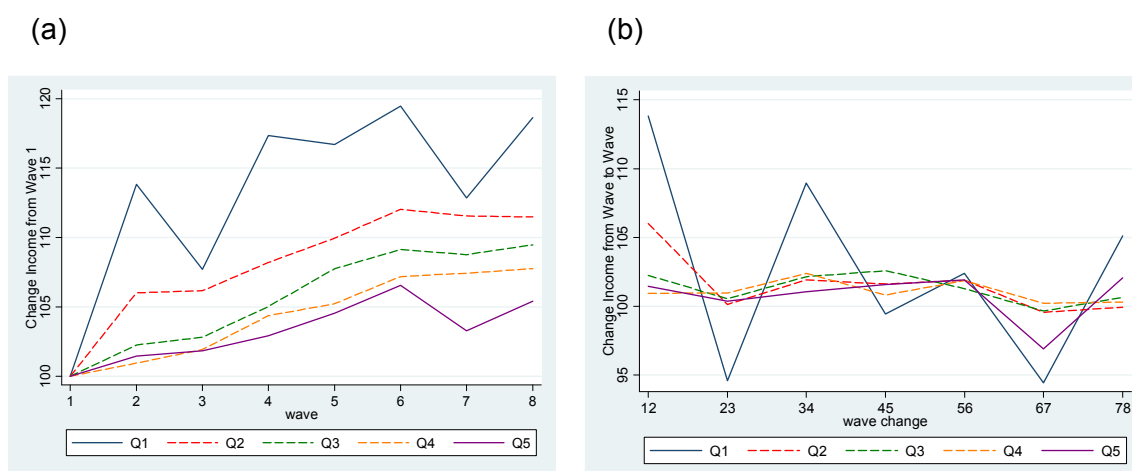 (a)
(b)
Change Income from Wave 1
120
115
110
105
100
1 2 3 4 5 6 7 8
wave
Q1 Q2 Q3 Q4 Q5
Change Income from Wave to Wave
115
110
105
100
95
12 23 34 45 56 67 78
wave change
Q1 Q2 Q3 Q4 Q5